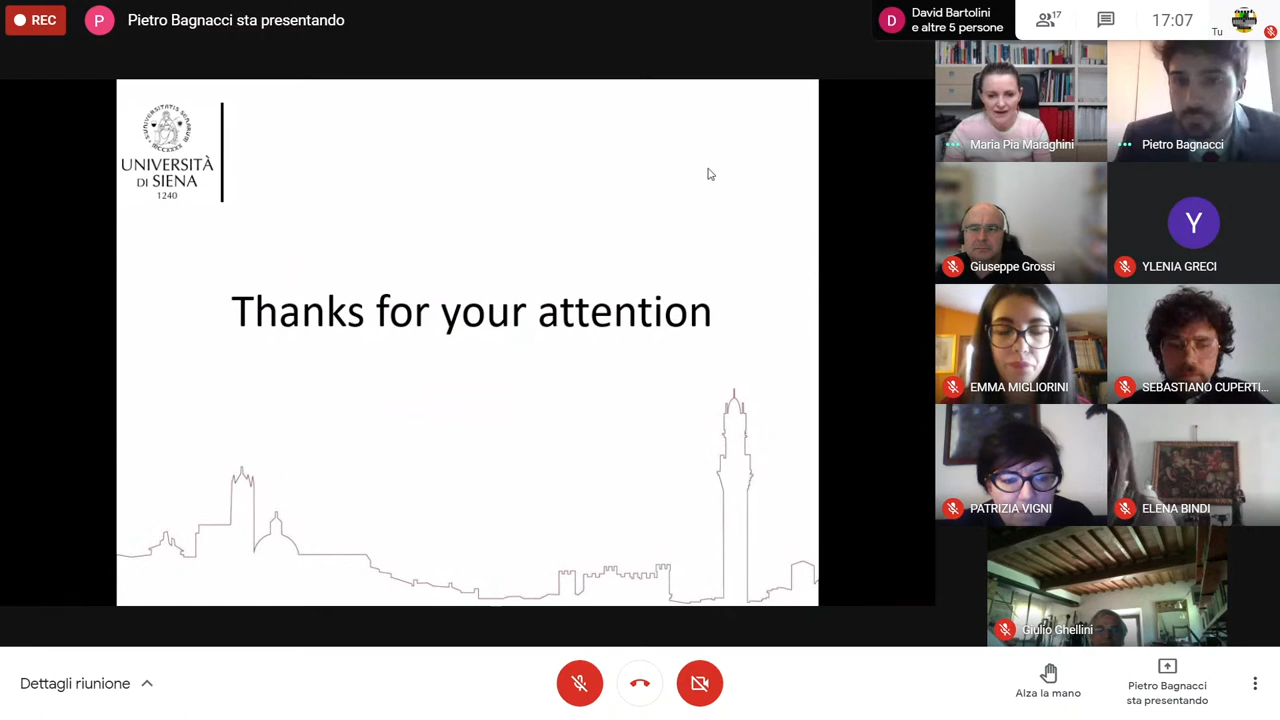 REC
P
Pietro Bagnacci sta presentando
D
David Bartolini
e altre 5 persone
17
17:07
Tu
UNIVERSITÀ
DI SIENA
1240
Thanks for your attention
Maria Pia Maraghini
Pietro Bagnacci
Giuseppe Grossi
Y
YLENIA GRECI
EMMA MIGLIORINI
SEBASTIANO CUPERTI...
PATRIZIA VIGNI
ELENA BINDI
Giulio Ghellini
Dettagli riunione
Alza la mano
Pietro Bagnacci
sta presentando